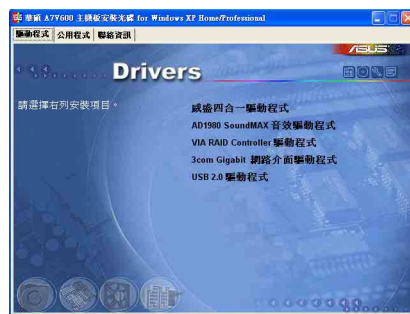 華碩 A7V600 主機板安裝光碟 for Windows XP Home/Professional
驅動程式 公用程式 聯絡資訊
ASUS
Drivers
請選擇右列安裝項目。
威盛四合一驅動程式
AD1980 SoundMAX 音效驅動程式
VIA RAID Controller 驅動程式
3com Gigabit 網路介面驅動程式
USB 2.0 驅動程式